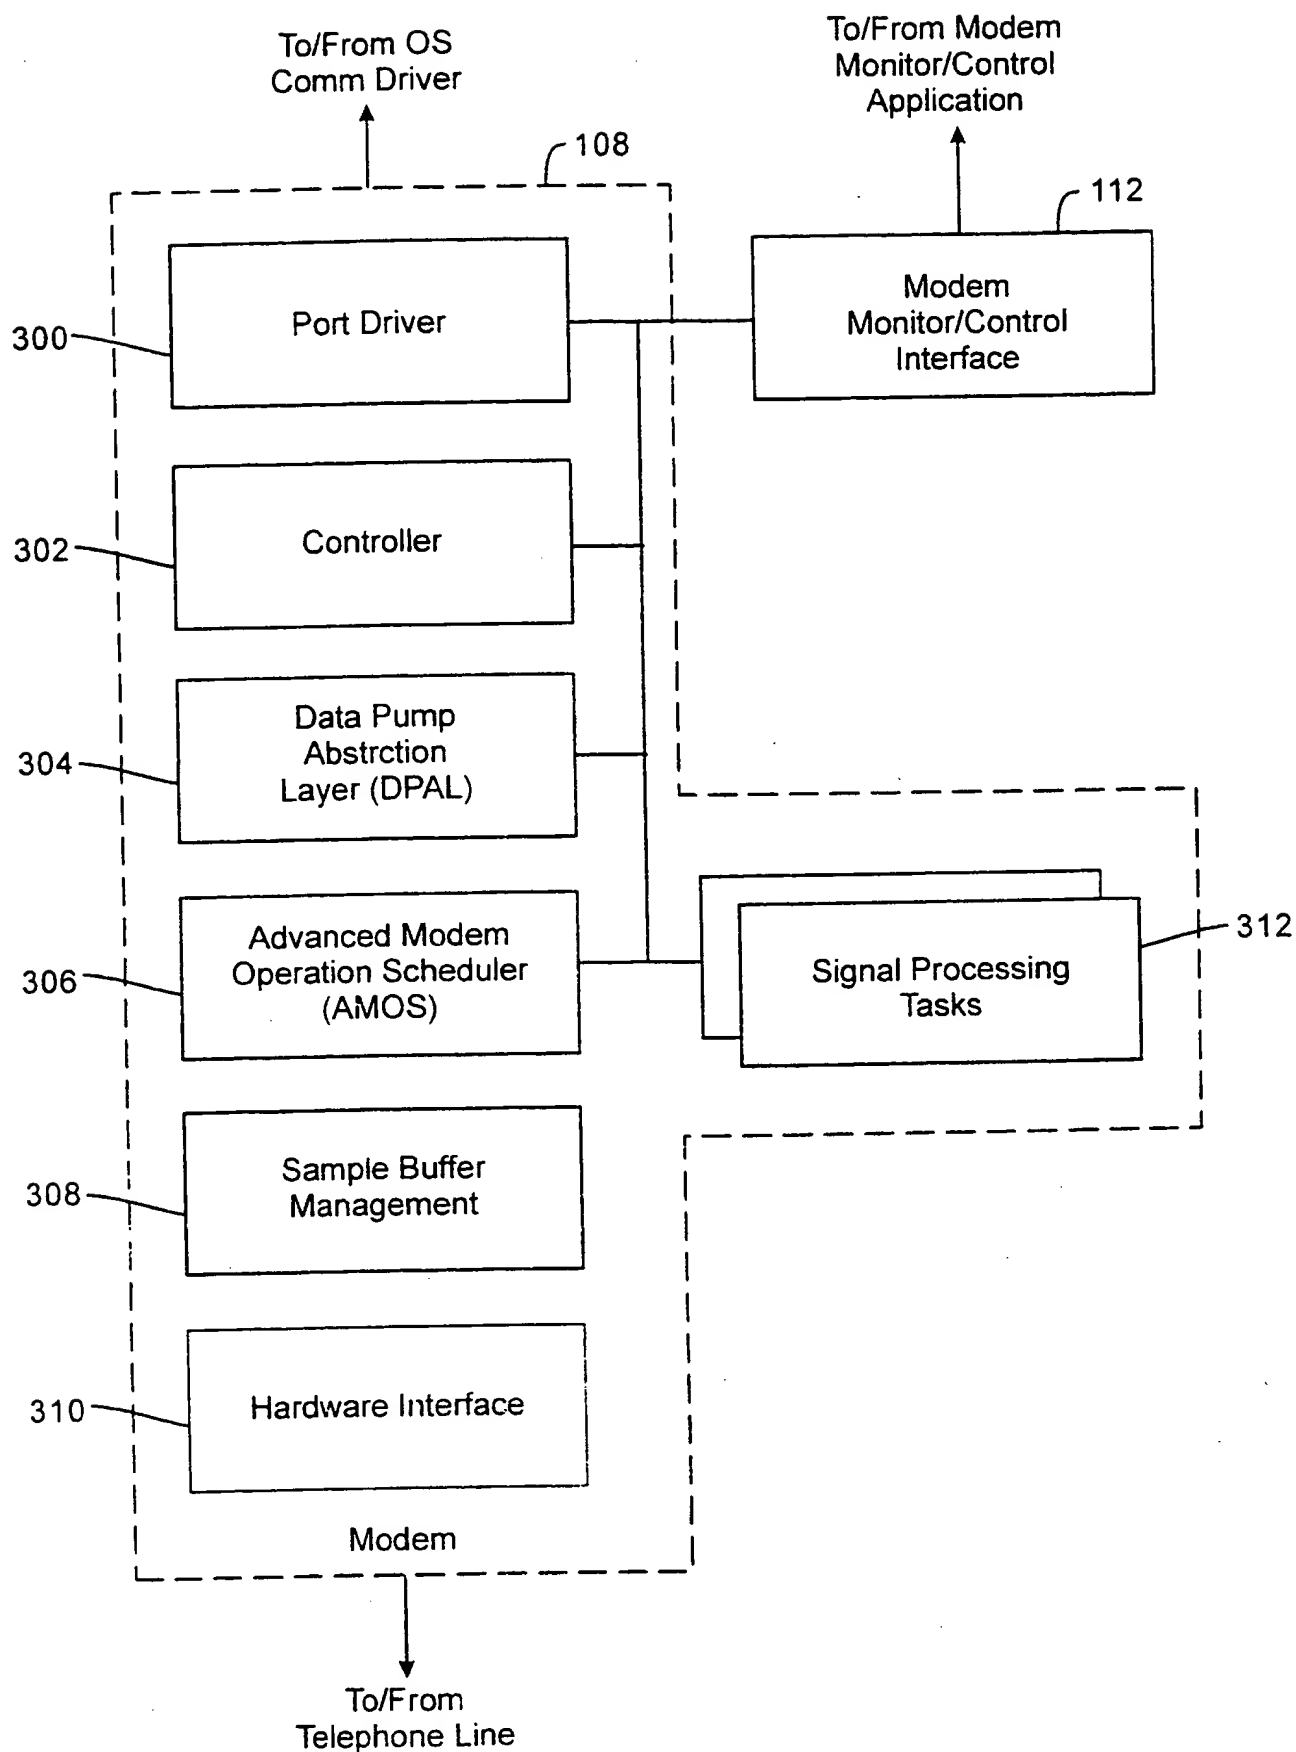 To/From OS
Comm Driver
To/From Modem
Monitor/Control
Application
108
112
Port Driver
300
Modem
Monitor/Control
Interface
Controller
302
Data Pump
Abstrction
Layer (DPAL)
304
Advanced Modem
Operation Scheduler
(AMOS)
306
Signal Processing
Tasks
312
Sample Buffer
Management
308
Hardware Interface
310
Modem
To/From
Telephone Line